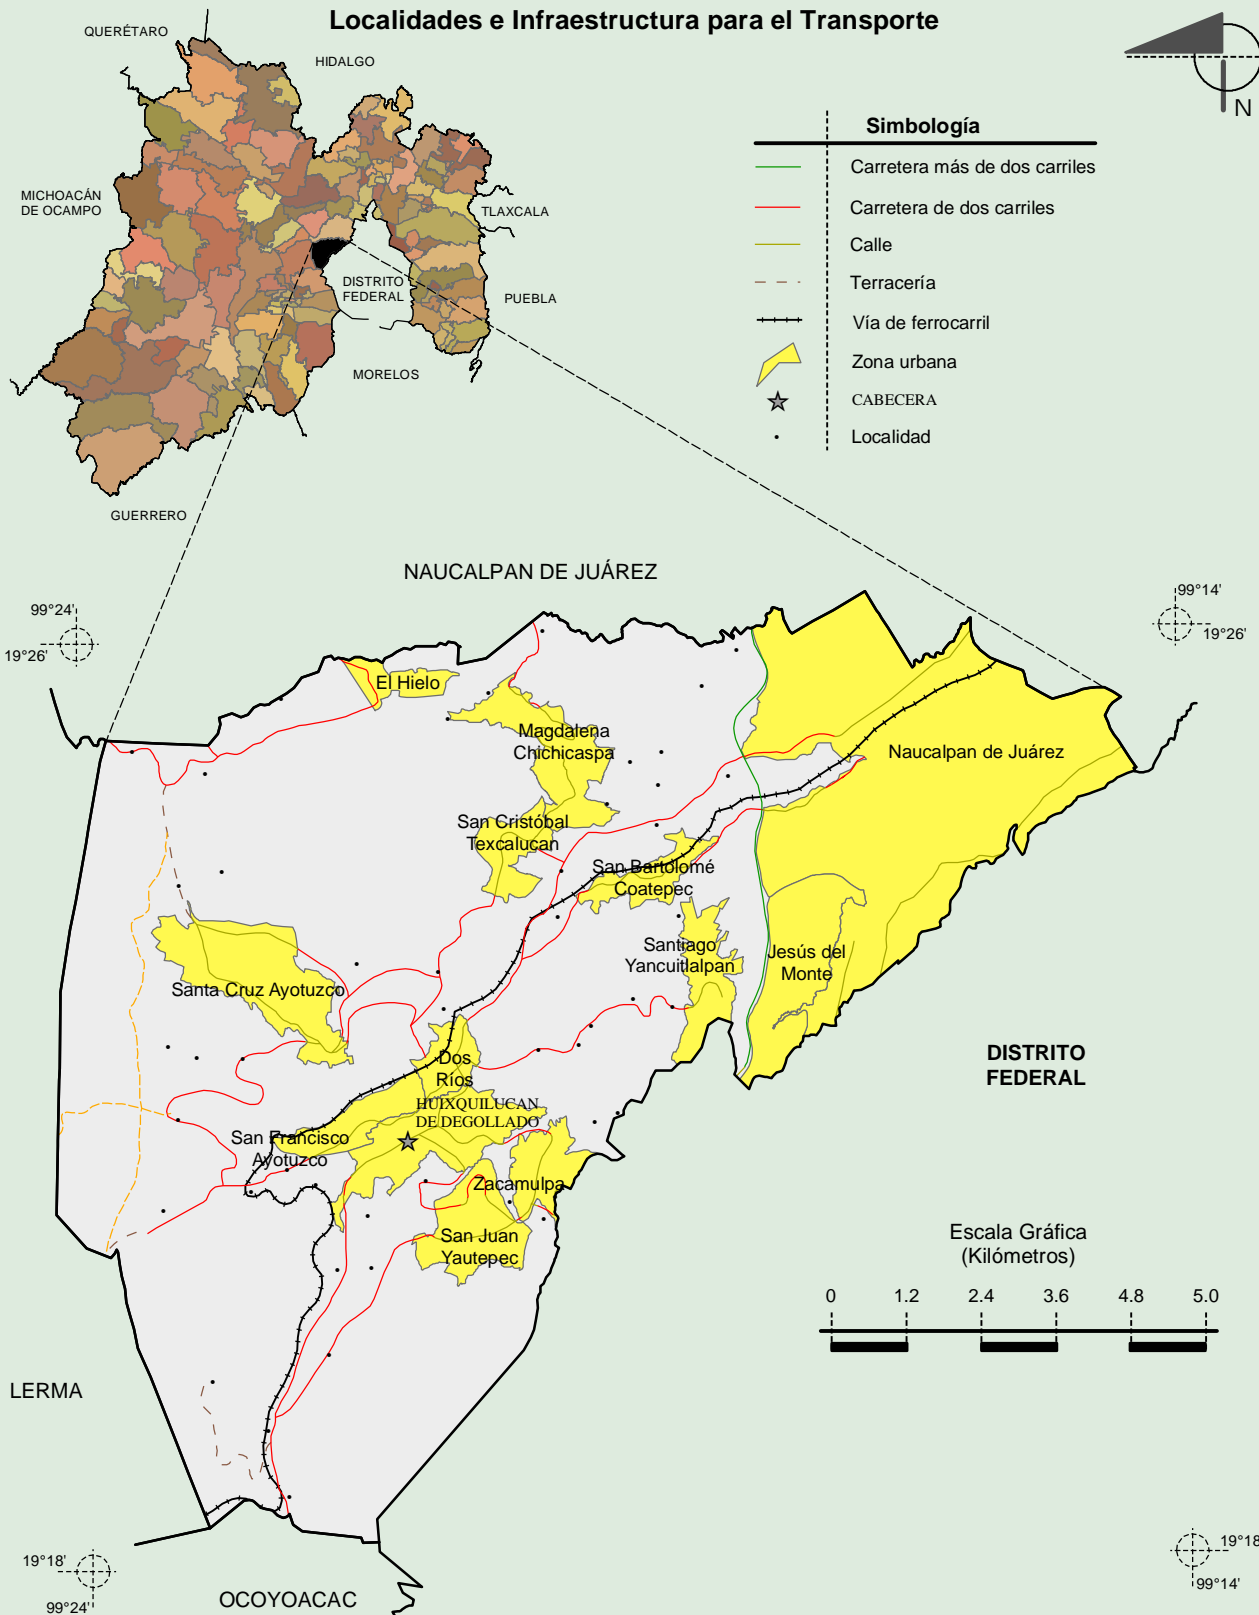 Localidades e Infraestructura para el Transporte
QUERÉTARO
HIDALGO
MICHOACÁN
DE OCAMPO
TLAXCALA
DISTRITO
FEDERAL
PUEBLA
MORELOS
GUERRERO
N
Simbología
Carretera más de dos carriles
Carretera de dos carriles
Calle
Terracería
Vía de ferrocarril
Zona urbana
CABECERA
Localidad
NAUCALPAN DE JUÁREZ
99°24'
19°26'
99°14'
19°26'
El Hielo
Magdalena
Chichicaspa
Naucalpan de Juárez
San Cristóbal
Texcalucan
San Bartolomé
Coatepec
Santiago
Yancuitlalpan
Jesús del
Monte
Santa Cruz Ayotuzco
Dos
Ríos
HUIXQUILUCAN
DE DEGOLLADO
San Francisco
Ayotuzco
Zacamulpa
San Juan
Yautepec
DISTRITO
FEDERAL
Escala Gráfica
(Kilómetros)
0 1.2 2.4 3.6 4.8 5.0
LERMA
OCOYOACAC
19°18'
99°24'
19°18'
99°14'